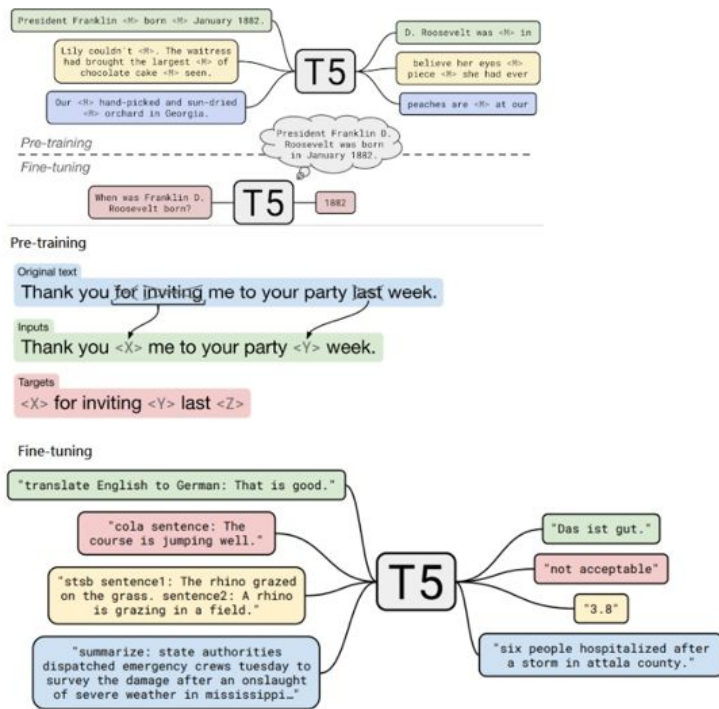 President Franklin <M> born <M> January 1882.
Lily couldn't <M>. The waitress
had brought the largest <M> of
chocolate cake <M> seen.
Our <M> hand-picked and sun-dried
<M> orchard in Georgia.
T5
D. Roosevelt was <M> in
believe her eyes <M>
piece <M> she had ever
peaches are <M> at our
Pre-training
President Franklin D.
Roosevelt was born
in January 1882.
Fine-tuning
When was Franklin D.
Roosevelt born?
T5
1882
Pre-training
Original text
Thank you for inviting me to your party last week.
Inputs
Thank you <X> me to your party <Y> week.
Targets
<X> for inviting <Y> last <Z>
Fine-tuning
"translate English to German: That is good."
"cola sentence: The
course is jumping well."
"stsb sentence1: The rhino grazed
on the grass. sentence2: A rhino
is grazing in a field."
"summarize: state authorities
dispatched emergency crews tuesday to
survey the damage after an onslaught
of severe weather in mississippi…"
T5
"Das ist gut."
"not acceptable"
"3.8"
"six people hospitalized after
a storm in attala county."